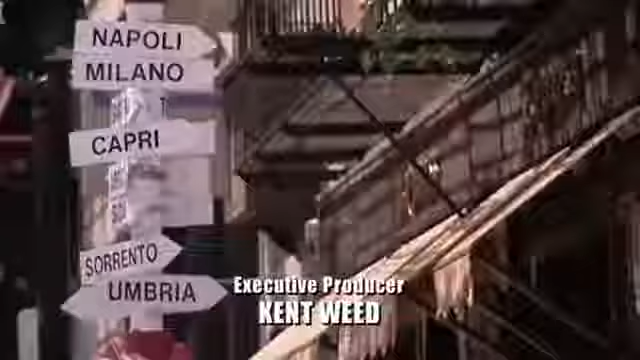 NAPOLI
MILANO
CAPRI
SORRENTO
UMBRIA
Executive Producer
KENT WEED